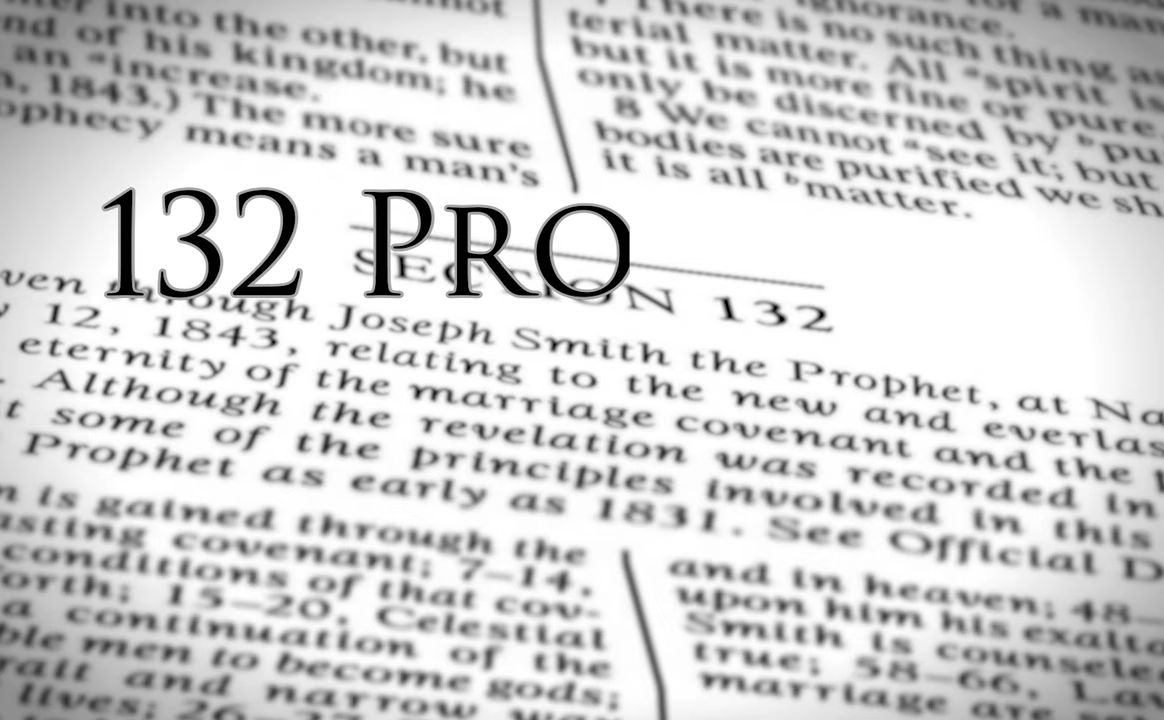 132 PRO
nter into the other, but
nd of his kingdom; he
an increase.
1843.) The more sure
ophecy means a man's
There is no such thing as
terial matter. All spirit is
but it is more fine or pure
only be discerned by pu
8 We cannot see it; but
bodies are purified we sh
it is all matter.
SECTION 132
ven through Joseph Smith the Prophet, at Na
12, 1843, relating to the new and everlas
eternity of the marriage covenant and the
. Although the revelation was recorded in
t some of the principles involved in this
Prophet as early as 1831. See Official D
n is gained through the
asting covenant; 7–14,
conditions of that cov-
orth; 15–20, Celestial
a continuation of the
ble men to become gods;
rait and narrow way
lives; 26–27
and in heaven; 48–
upon him his exalta
Smith is counsele
true; 58–66, Law
marriage are